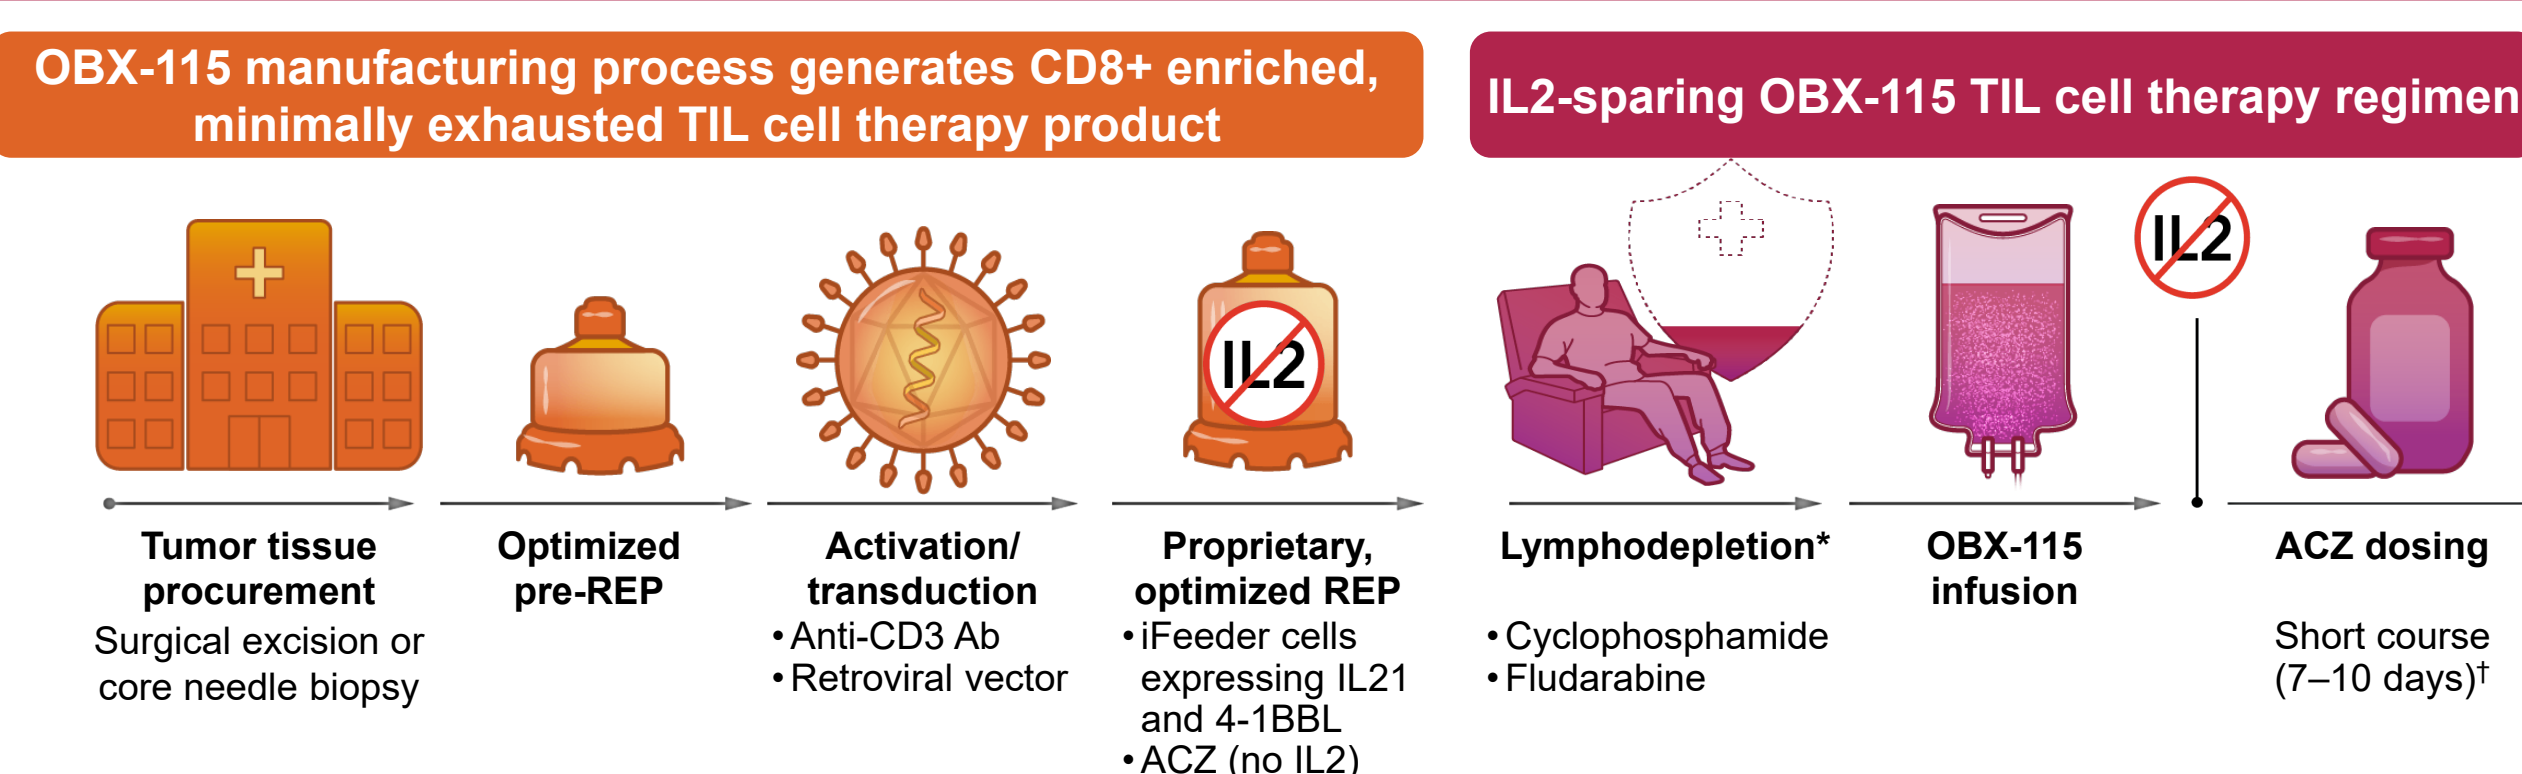 OBX-115 manufacturing process generates CD8+ enriched,
minimally exhausted TIL cell therapy product
IL2-sparing OBX-115 TIL cell therapy regimen
IL2
IL2
Tumor tissue
procurement
Surgical excision or
core needle biopsy
Optimized
pre-REP
Activation/
transduction
• Anti-CD3 Ab
• Retroviral vector
Proprietary,
optimized REP
• iFeeder cells
expressing IL21
and 4-1BBL
• ACZ (no IL2)
Lymphodepletion*
• Cyclophosphamide
• Fludarabine
OBX-115
infusion
ACZ dosing
Short course
(7–10 days)†